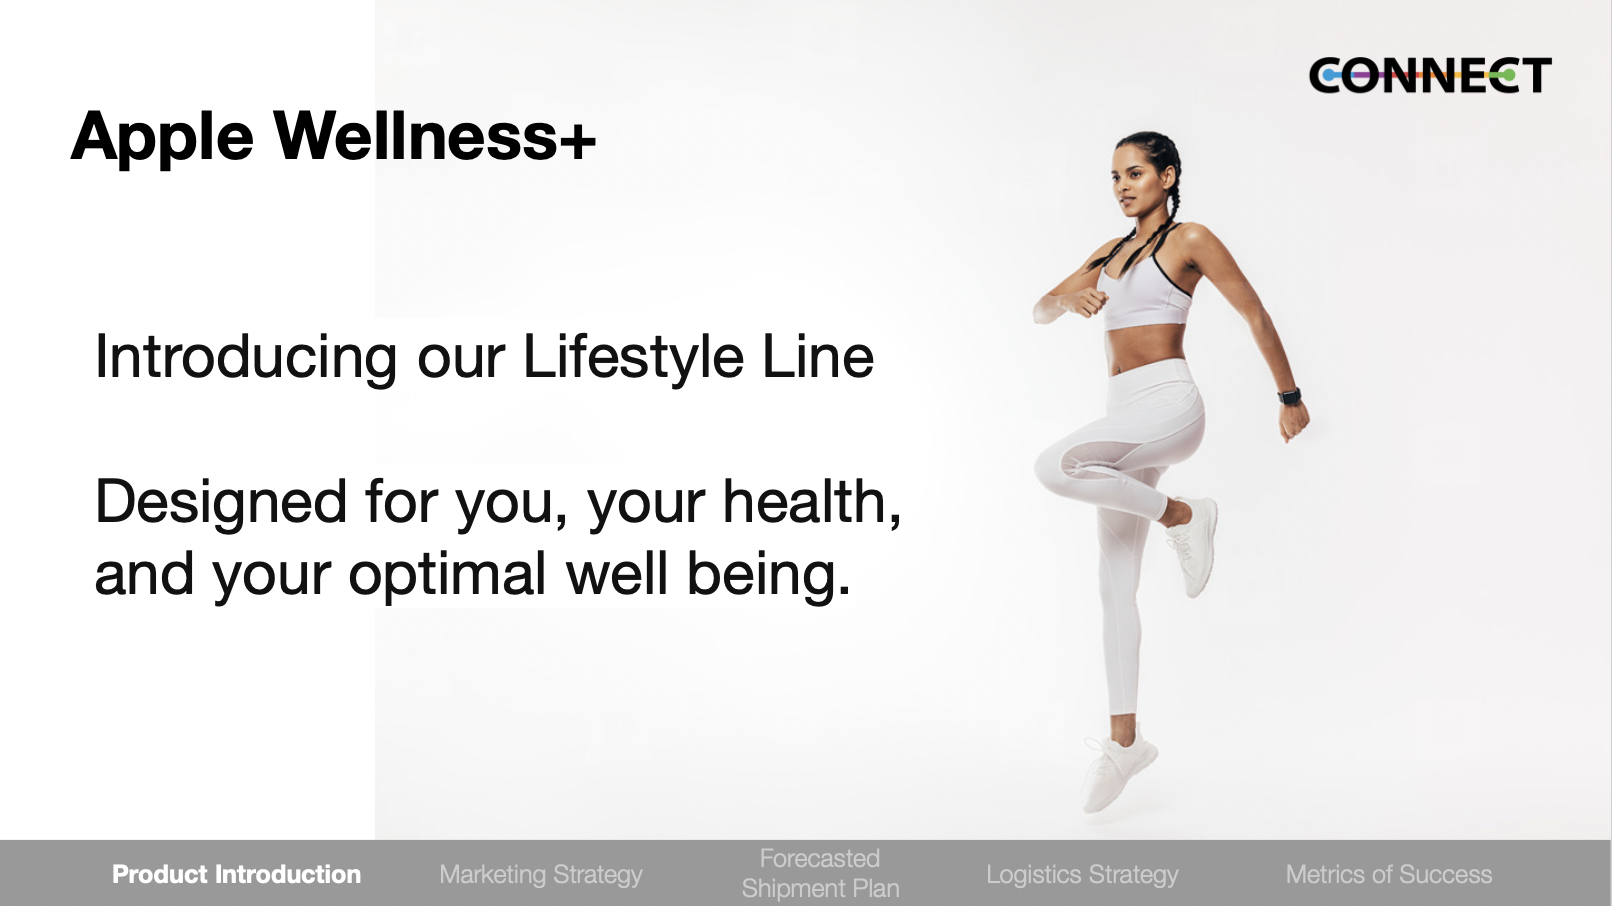 CONNECT
Apple Wellness+
Introducing our Lifestyle Line
Designed for you, your health,
and your optimal well being.
Product Introduction
Marketing Strategy
Forecasted
Shipment Plan
Logistics Strategy
Metrics of Success